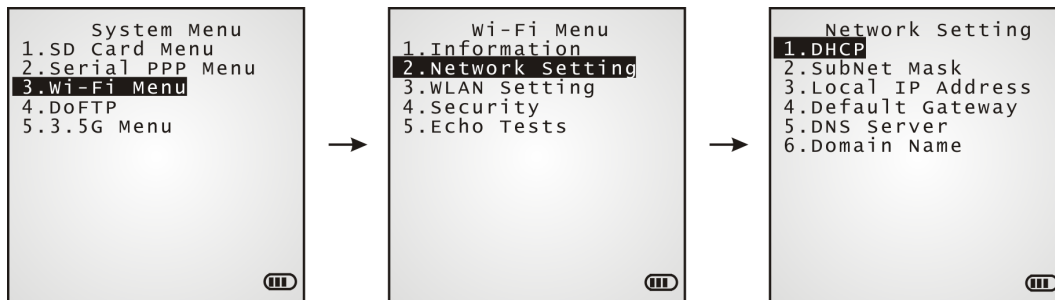 System Menu
1.SD Card Menu
2.Serial PPP Menu
3.Wi-Fi Menu
4.DoFTP
5.3.5G Menu
Wi-Fi Menu
1.Information
2.Network Setting
3.WLAN Setting
4.Security
5.Echo Tests
Network Setting
1.DHCP
2.SubNet Mask
3.Local IP Address
4.Default Gateway
5.DNS Server
6.Domain Name